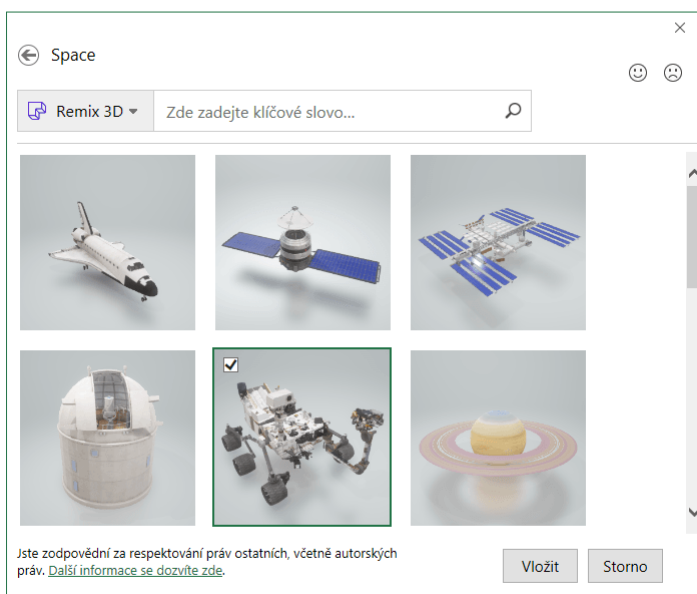 Space
Remix 3D
Zde zadejte klíčové slovo...
Jste zodpovědní za respektování práv ostatních, včetně autorských
práv. Další informace se dozvíte zde.
Vložit
Storno